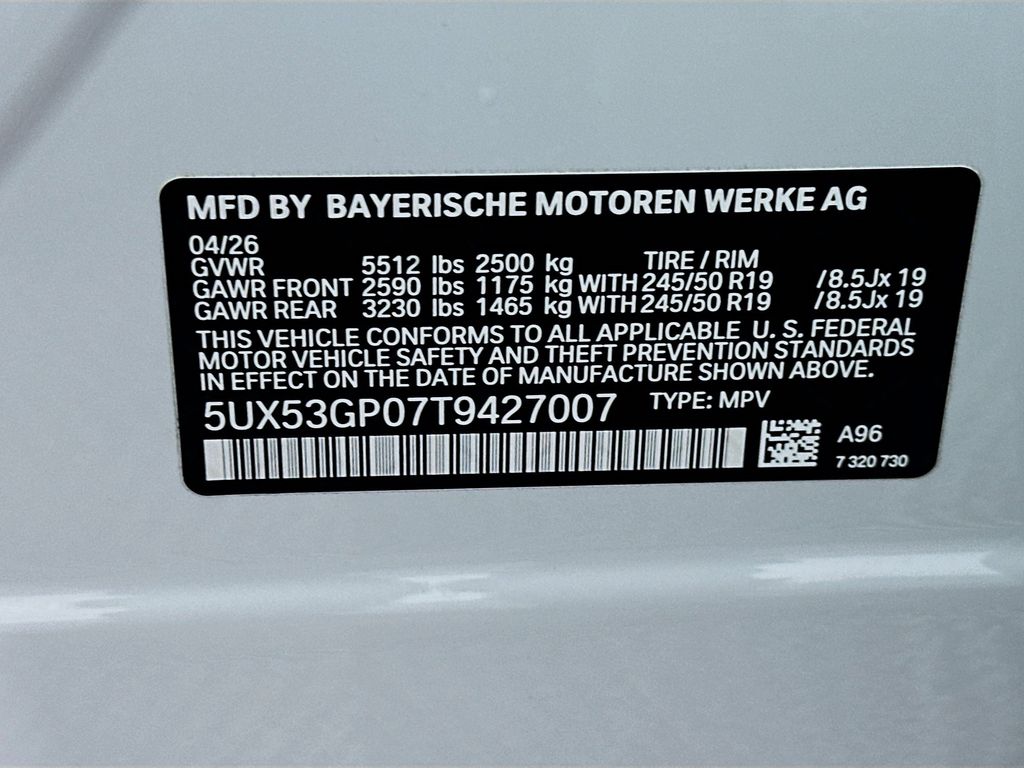 MFD BY BAYERISCHE MOTOREN WERKE AG
04/26
GVWR 5512 lbs 2500 kg TIRE / RIM
GAWR FRONT 2590 lbs 1175 kg WITH 245/50 R19 /8.5Jx 19
GAWR REAR 3230 lbs 1465 kg WITH 245/50 R19 /8.5Jx 19
THIS VEHICLE CONFORMS TO ALL APPLICABLE U. S. FEDERAL
MOTOR VEHICLE SAFETY AND THEFT PREVENTION STANDARDS
IN EFFECT ON THE DATE OF MANUFACTURE SHOWN ABOVE.
5UX53GP07T9427007 TYPE: MPV
A96
7 320 730